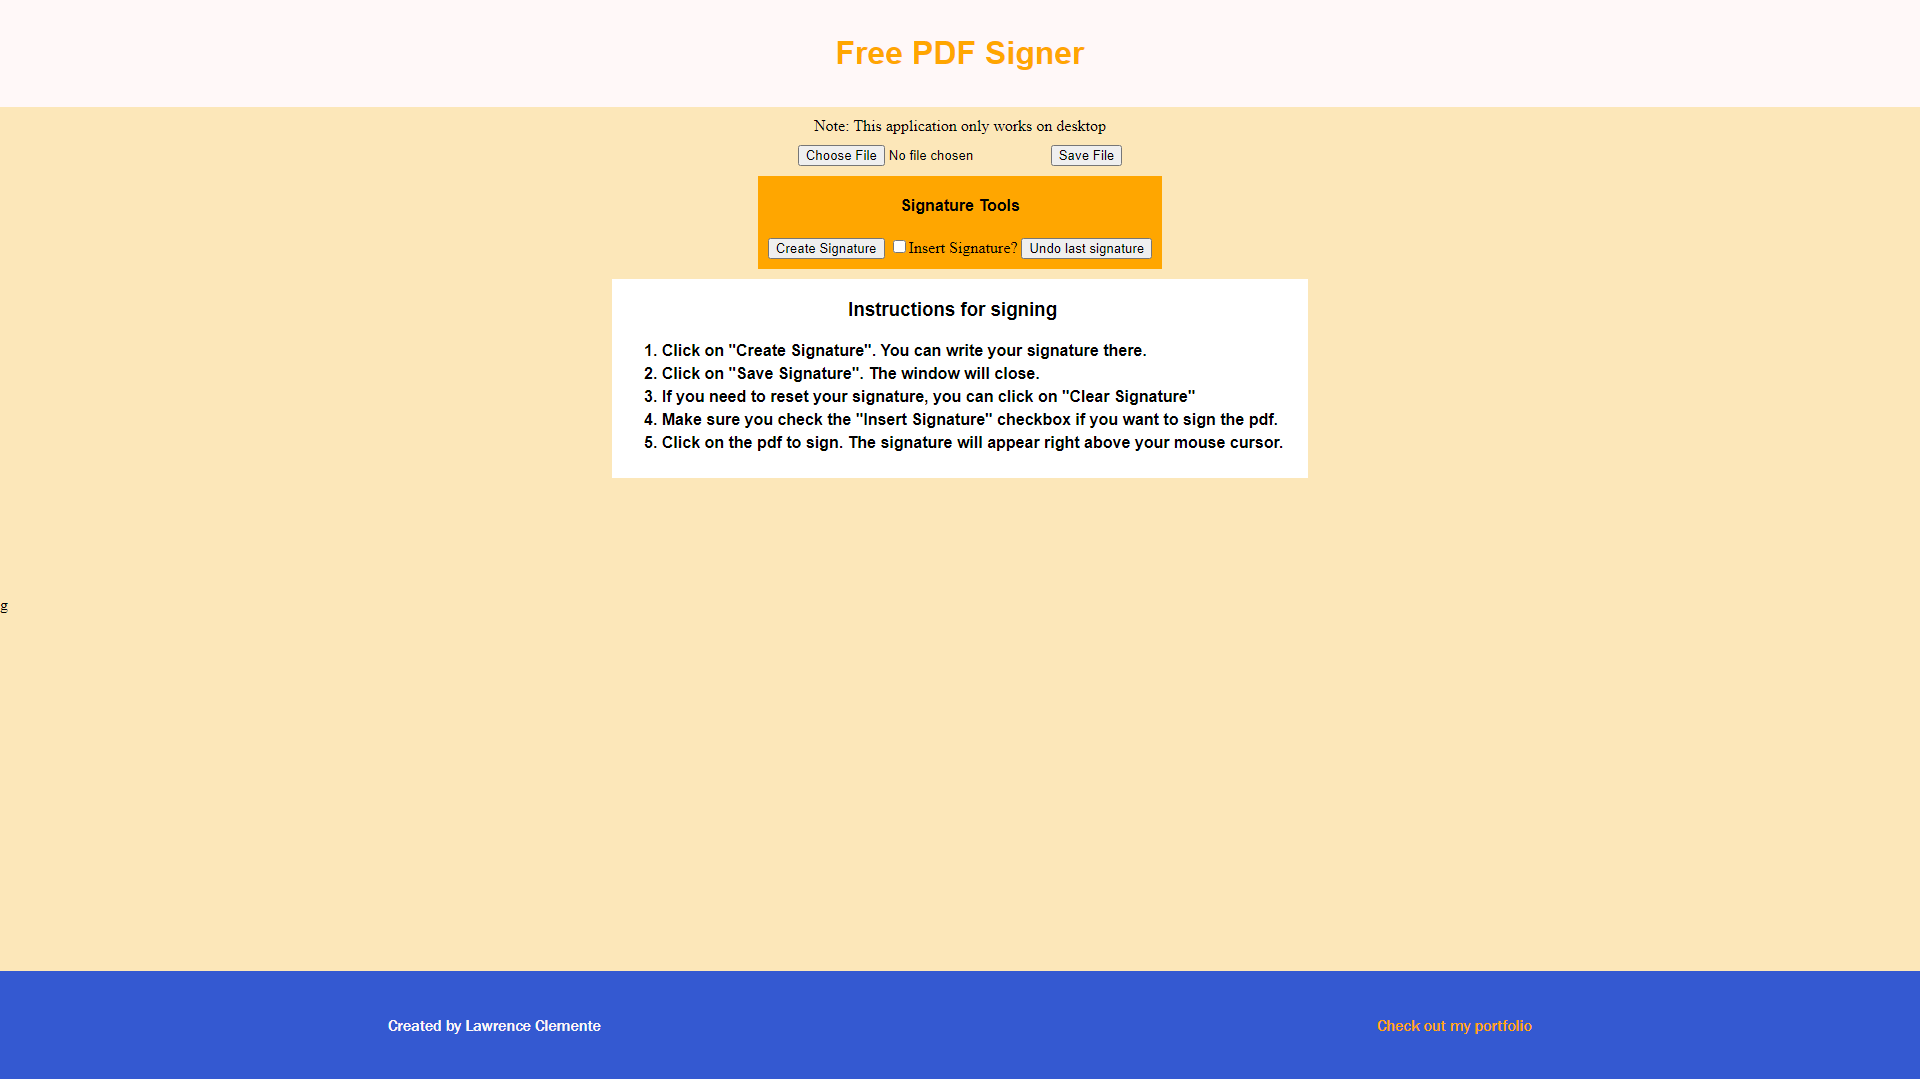 Free PDF Signer
Note: This application only works on desktop
Choose File No file chosen Save File
Signature Tools
Create Signature Insert Signature? Undo last signature
Instructions for signing
1. Click on "Create Signature". You can write your signature there.
2. Click on "Save Signature". The window will close.
3. If you need to reset your signature, you can click on "Clear Signature"
4. Make sure you check the "Insert Signature" checkbox if you want to sign the pdf.
5. Click on the pdf to sign. The signature will appear right above your mouse cursor.
g
Created by Lawrence Clemente Check out my portfolio